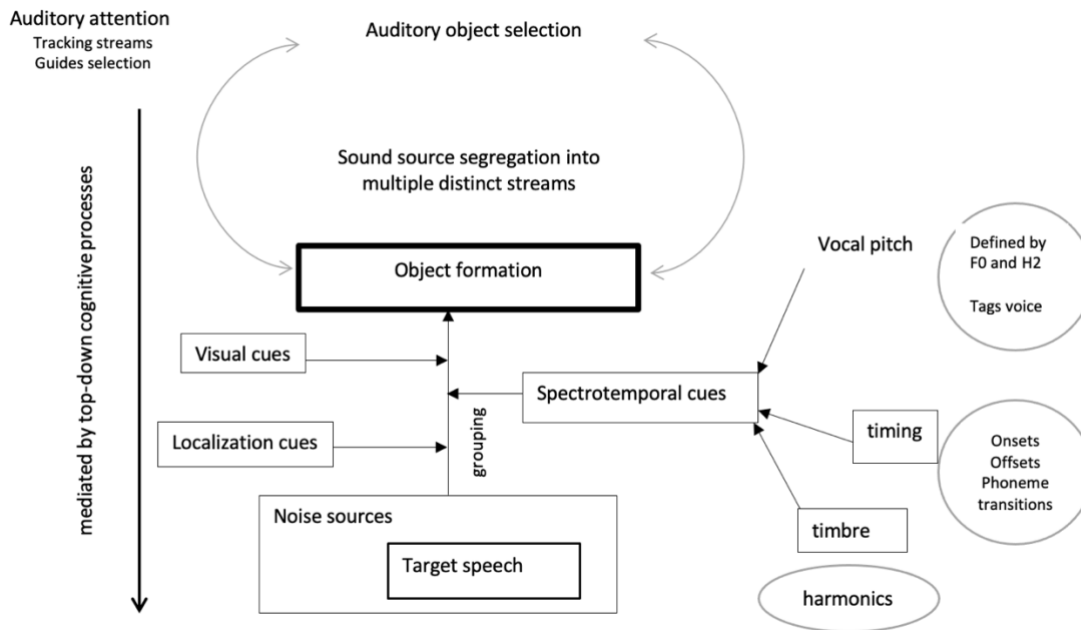 Auditory attention
Tracking streams
Guides selection
Auditory object selection
mediated by top-down cognitive processes
Sound source segregation into
multiple distinct streams
Object formation
Vocal pitch
Defined by
F0 and H2
Tags voice
Visual cues
Spectrotemporal cues
Localization cues
grouping
timing
Onsets
Offsets
Phoneme
transitions
Noise sources
Target speech
timbre
harmonics